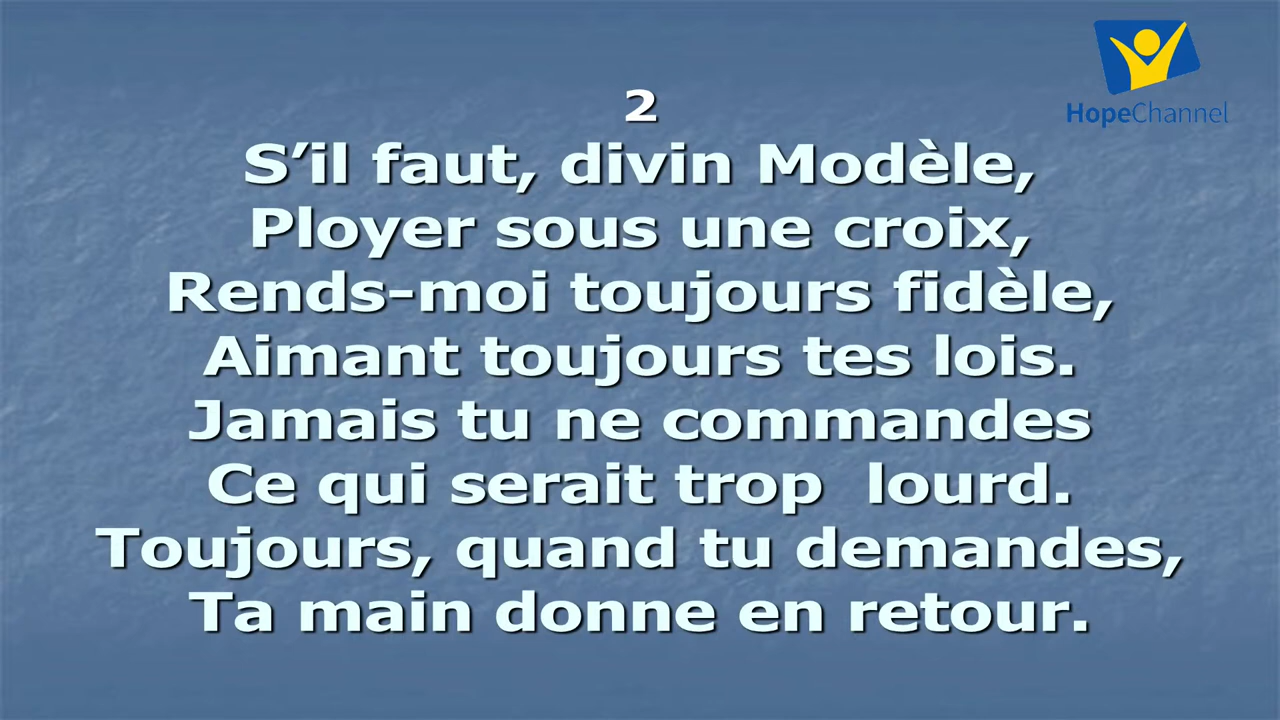 HopeChannel
2
S’il faut, divin Modèle,
Ployer sous une croix,
Rends-moi toujours fidèle,
Aimant toujours tes lois.
Jamais tu ne commandes
Ce qui serait trop  lourd.
Toujours, quand tu demandes,
Ta main donne en retour.